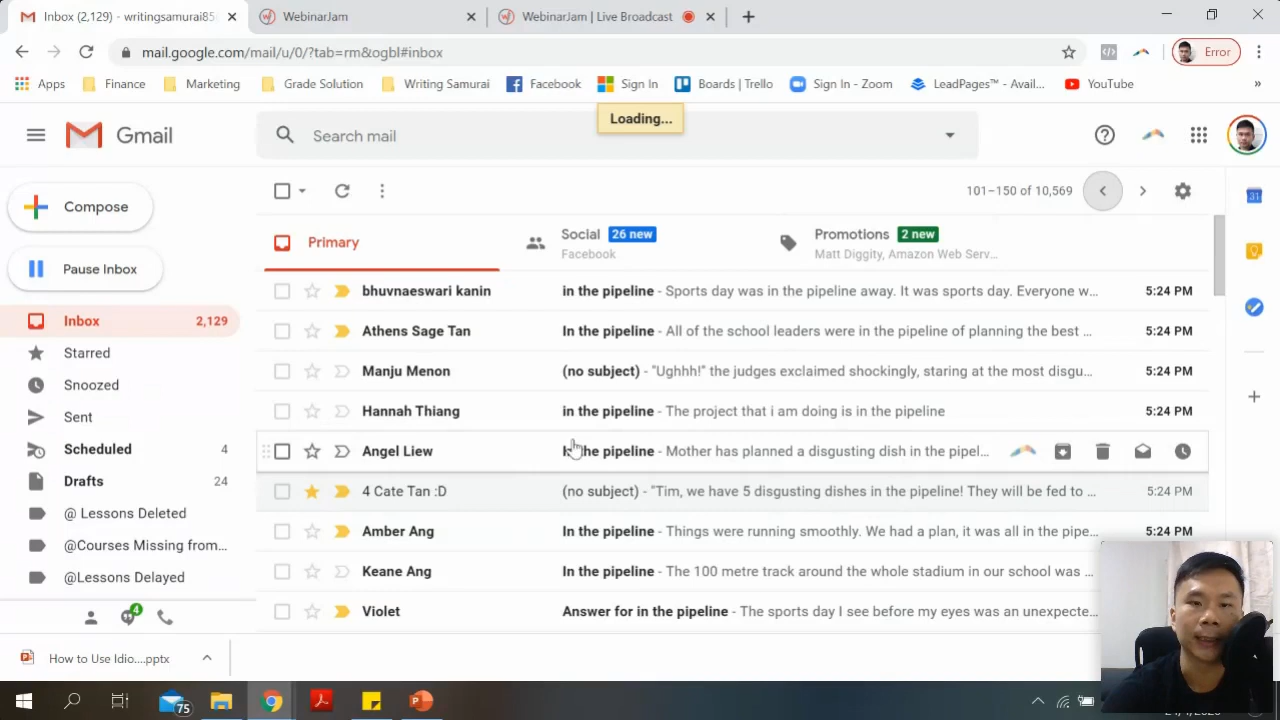 Inbox (2,129) - writingsamurai85
WebinarJam
WebinarJam | Live Broadcast
mail.google.com/mail/u/0/?tab=rm&ogbl#inbox
Error
Apps Finance Marketing Grade Solution Writing Samurai Facebook Sign In Boards | Trello Sign In - Zoom LeadPages™ - Avail... YouTube »
Loading...
Gmail Search mail
Compose 101–150 of 10,569
Pause Inbox
Primary Social 26 new Promotions 2 new
Facebook Matt Diggity, Amazon Web Serv...
Inbox 2,129
Starred
Snoozed
Sent
Scheduled 4
Drafts 24
@ Lessons Deleted
@Courses Missing from...
@Lessons Delayed
4
bhuvnaeswari kanin in the pipeline - Sports day was in the pipeline away. It was sports day. Everyone w... 5:24 PM
Athens Sage Tan In the pipeline - All of the school leaders were in the pipeline of planning the best ... 5:24 PM
Manju Menon (no subject) - "Ughhh!" the judges exclaimed shockingly, staring at the most disgu... 5:24 PM
Hannah Thiang in the pipeline - The project that i am doing is in the pipeline 5:24 PM
Angel Liew the pipeline - Mother has planned a disgusting dish in the pipel...
4 Cate Tan :D (no subject) - "Tim, we have 5 disgusting dishes in the pipeline! They will be fed to ... 5:24 PM
Amber Ang In the pipeline - Things were running smoothly. We had a plan, it was all in the pipe... 5:24 PM
Keane Ang In the pipeline - The 100 metre track around the whole stadium in our school was ...
Violet Answer for in the pipeline - The sports day I see before my eyes was an unexpecte...
31
How to Use Idio....pptx
75